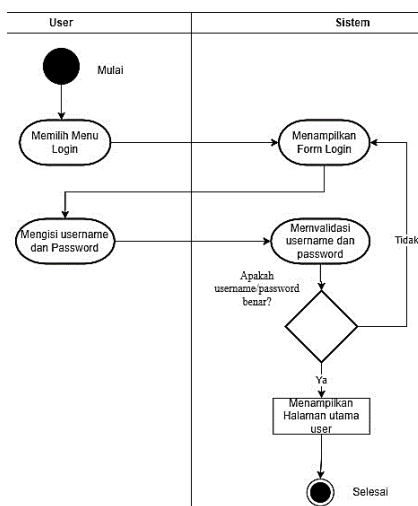 User
Sistem
Mulai
Memilih Menu
Login
Menampilkan
Form Login
Mengisi username
dan Password
Memvalidasi
username dan
password
Tidak
Apakah
username/password
benar?
Ya
Menampilkan
Halaman utama
user
Selesai